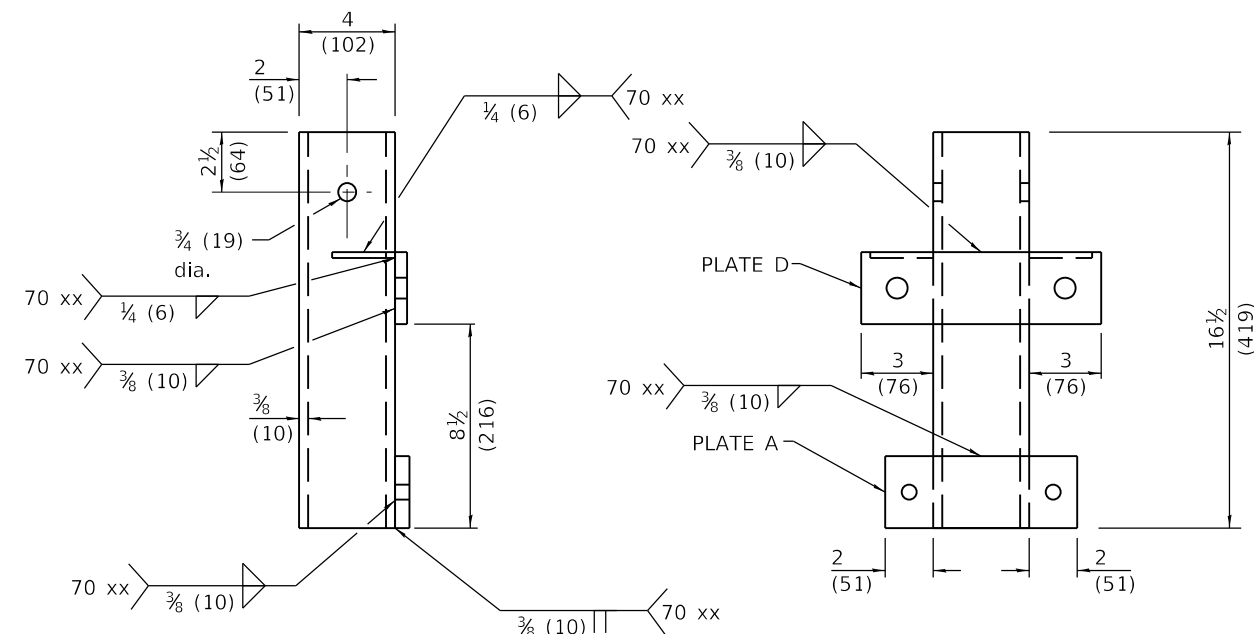 4
(102)
2
(51)
2½
(64)
¾ (19)
dia.
¼ (6)
70 xx
70 xx
⅜ (10)
70 xx
¼ (6)
70 xx
⅜ (10)
⅜
(10)
8½
(216)
70 xx
⅜ (10)
⅜ (10)
70 xx
PLATE D
3
(76)
3
(76)
16½
(419)
70 xx
⅜ (10)
PLATE A
2
(51)
2
(51)